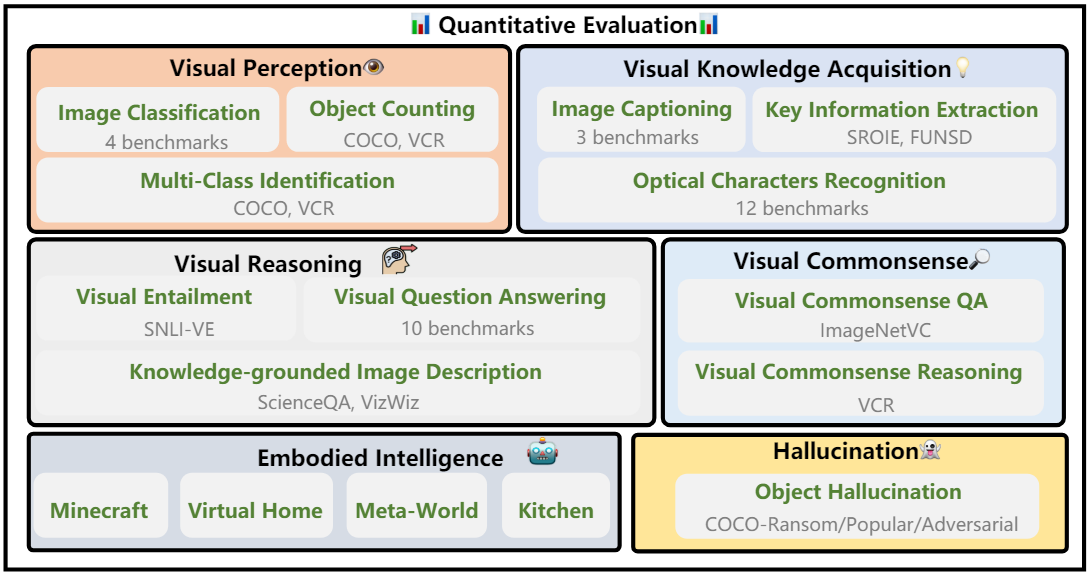 Quantitative Evaluation
Visual Perception
Image Classification
4 benchmarks
Object Counting
COCO, VCR
Multi-Class Identification
COCO, VCR
Visual Knowledge Acquisition
Image Captioning
3 benchmarks
Key Information Extraction
SROIE, FUNSD
Optical Characters Recognition
12 benchmarks
Visual Reasoning
Visual Entailment
SNLI-VE
Visual Question Answering
10 benchmarks
Knowledge-grounded Image Description
ScienceQA, VizWiz
Visual Commonsense
Visual Commonsense QA
ImageNetVC
Visual Commonsense Reasoning
VCR
Embodied Intelligence
Minecraft
Virtual Home
Meta-World
Kitchen
Hallucination
Object Hallucination
COCO-Ransom/Popular/Adversarial